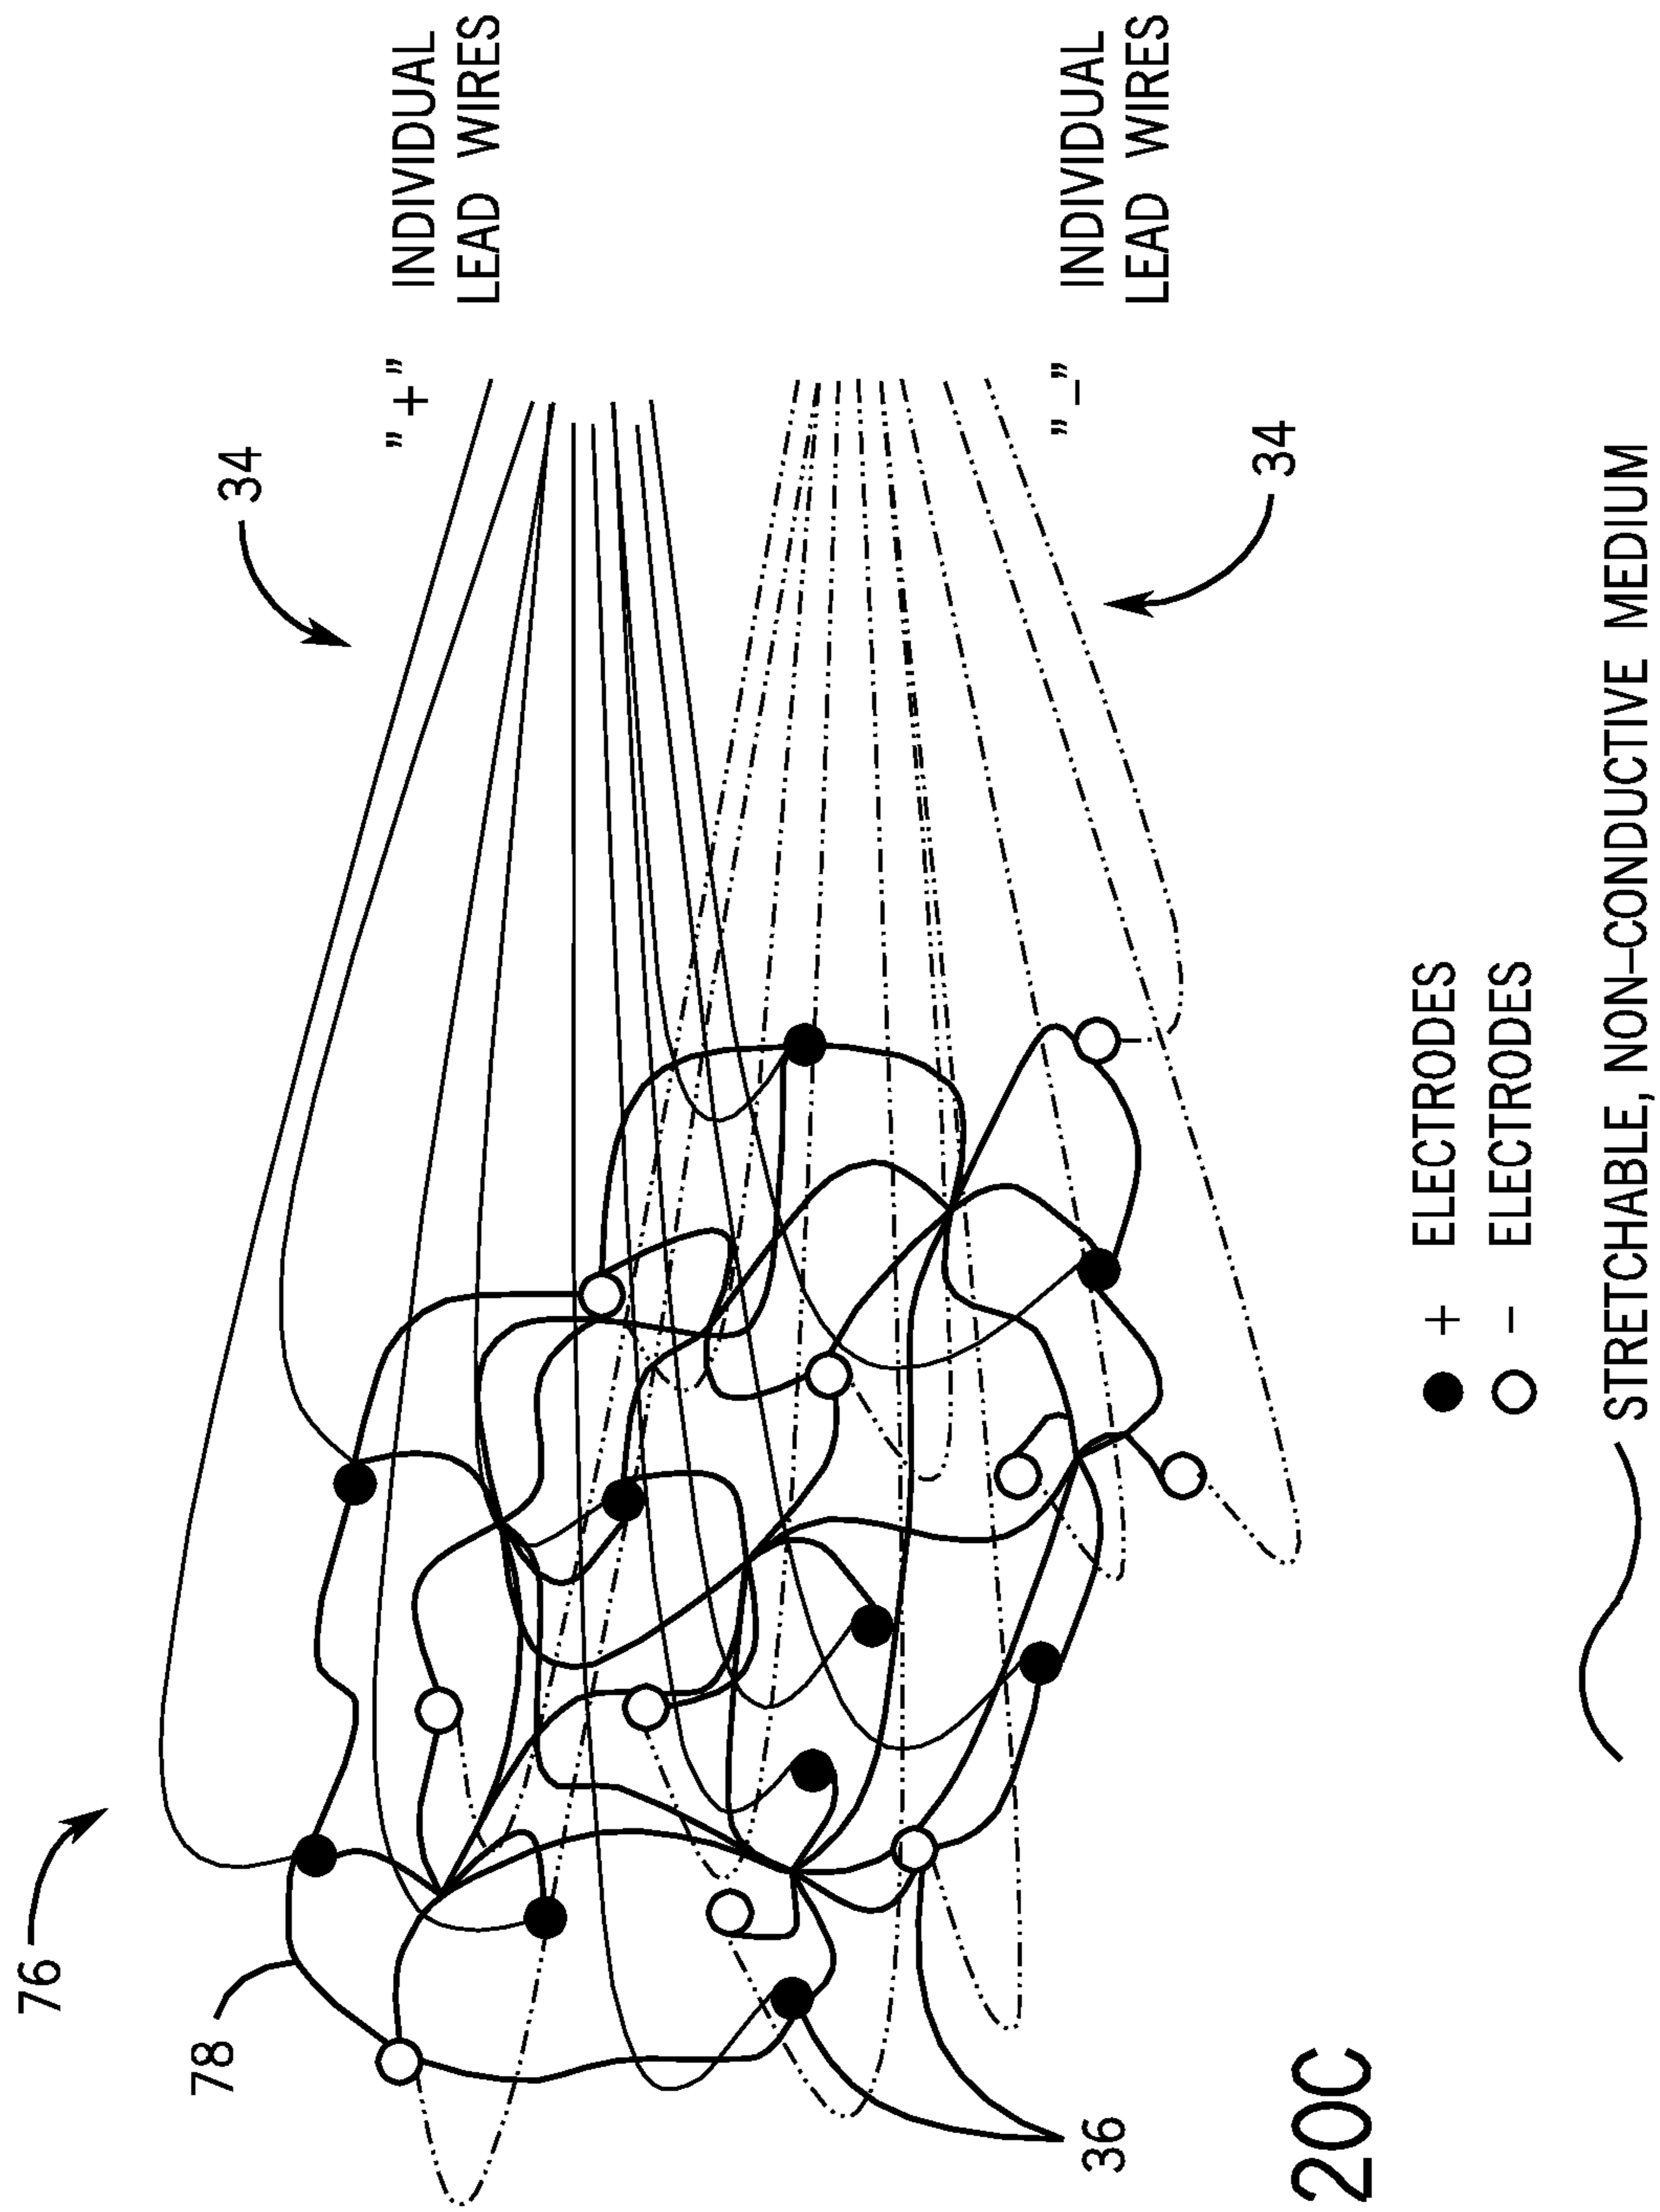 76
78
34
"+"
INDIVIDUAL
LEAD WIRES
"–"
INDIVIDUAL
LEAD WIRES
34
36
+ ELECTRODES
– ELECTRODES
STRETCHABLE, NON–CONDUCTIVE MEDIUM
20C